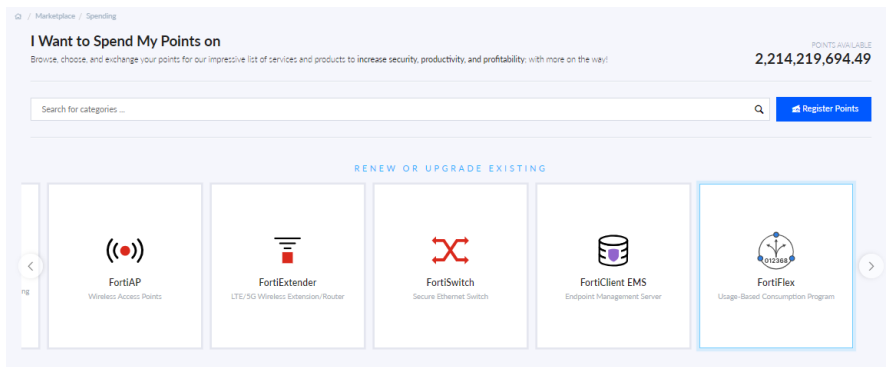 / Marketplace / Spending
I Want to Spend My Points on
Browse, choose, and exchange your points for our impressive list of services and products to increase security, productivity, and profitability: with more on the way!
POINTS AVAILABLE
2,214,219,694.49
Search for categories ...
Register Points
RENEW OR UPGRADE EXISTING
ng
FortiAP
Wireless Access Points
FortiExtender
LTE/5G Wireless Extension/Router
FortiSwitch
Secure Ethernet Switch
FortiClient EMS
Endpoint Management Server
012368
FortiFlex
Usage-Based Consumption Program